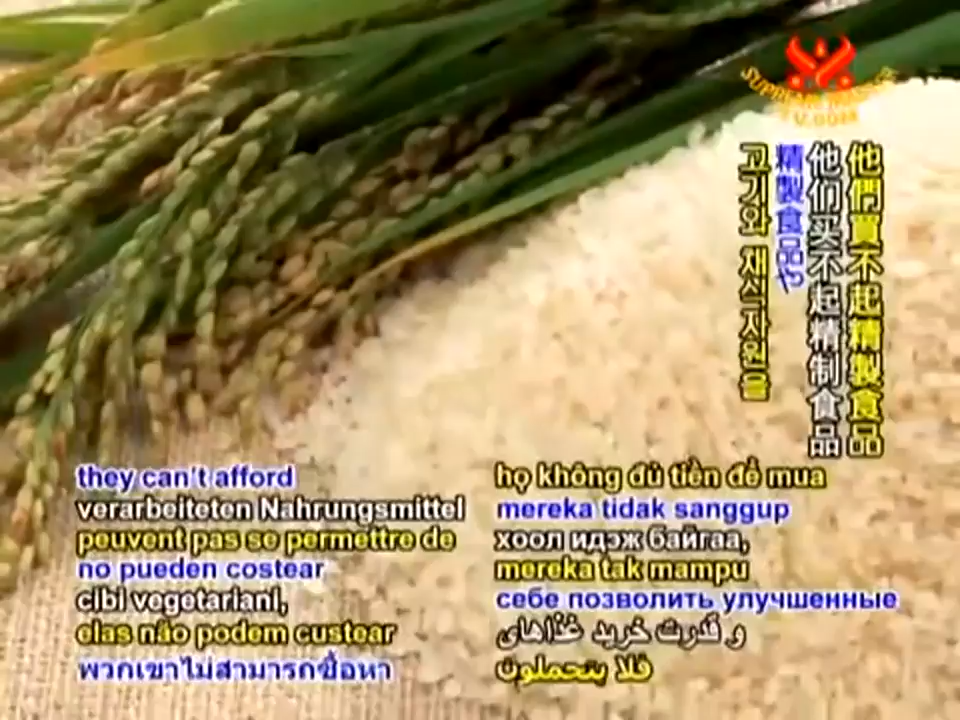 SUPREME MASTER
TV.COM
他們買不起精製食品
他们买不起精制食品
精製食品や
고기와 채식 자원을
they can't afford
verarbeiteten Nahrungsmittel
peuvent pas se permettre de
no pueden costear
cibi vegetariani,
elas não podem custear
พวกเขาไม่สามารถซื้อหา
họ không đủ tiền để mua
mereka tidak sanggup
хоол идэж байгаа,
mereka tak mampu
себе позволить улучшенные
و قدرت خرید غذاهای
فلا يتحملون